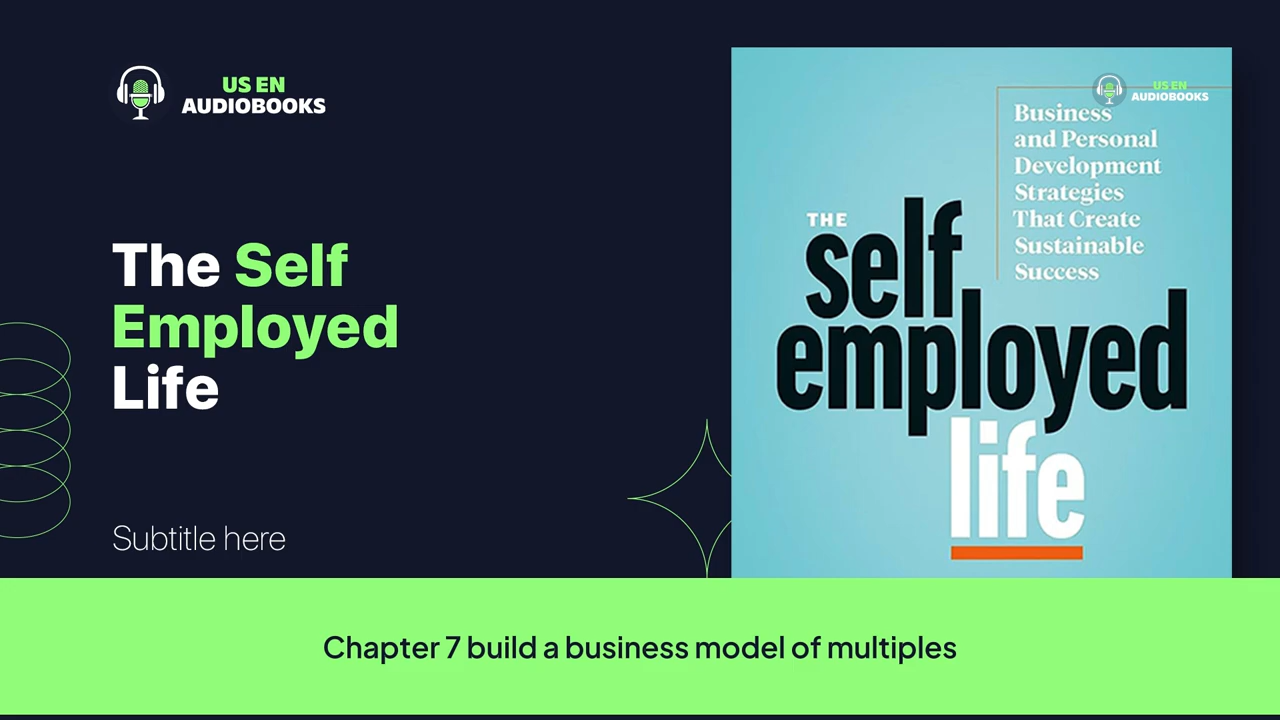 US EN
AUDIOBOOKS
The Self
Employed
Life
Subtitle here
US EN
AUDIOBOOKS
Business
and Personal
Development
Strategies
That Create
Sustainable
Success
THE
self
employed
life
Chapter 7 build a business model of multiples